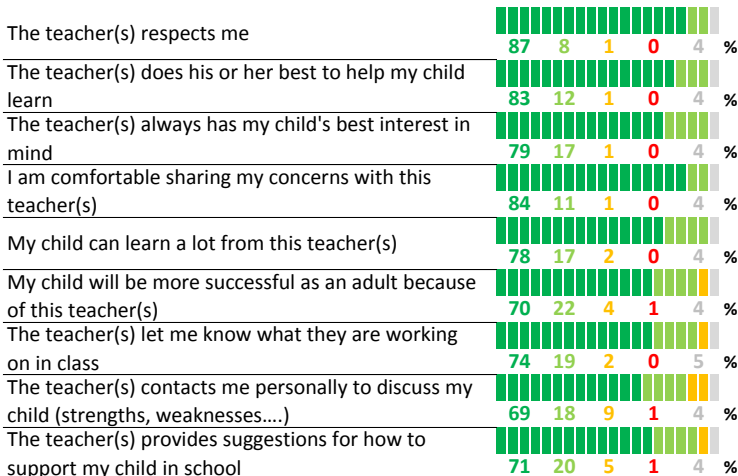 The teacher(s) respects me
87 8 1 0 4 %
The teacher(s) does his or her best to help my child
learn
83 12 1 0 4 %
The teacher(s) always has my child's best interest in
mind
79 17 1 0 4 %
I am comfortable sharing my concerns with this
teacher(s)
84 11 1 0 4 %
My child can learn a lot from this teacher(s)
78 17 2 0 4 %
My child will be more successful as an adult because
of this teacher(s)
70 22 4 1 4 %
The teacher(s) let me know what they are working
on in class
74 19 2 0 5 %
The teacher(s) contacts me personally to discuss my
child (strengths, weaknesses....)
69 18 9 1 4 %
The teacher(s) provides suggestions for how to
support my child in school
71 20 5 1 4 %